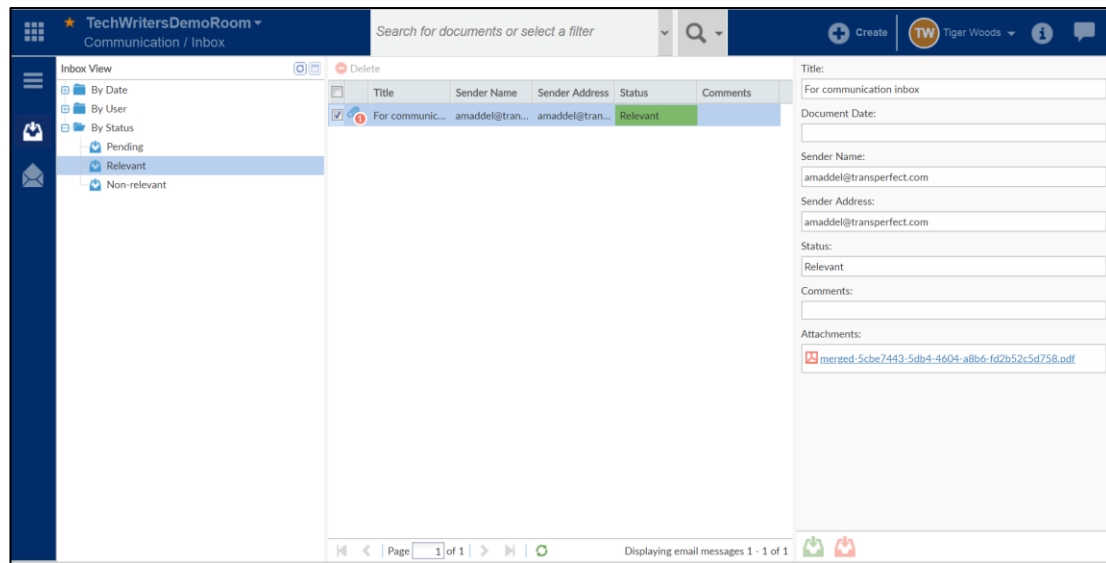 TechWritersDemoRoom
Communication / Inbox
Search for documents or select a filter
Create
TW
Tiger Woods
Inbox View
By Date
By User
By Status
Pending
Relevant
Non-relevant
Delete
Title Sender Name Sender Address Status Comments
1 For communic... amaddel@tran... amaddel@tran... Relevant
Page 1 of 1
Displaying email messages 1 - 1 of 1
Title:
For communication inbox
Document Date:
Sender Name:
amaddel@transperfect.com
Sender Address:
amaddel@transperfect.com
Status:
Relevant
Comments:
Attachments:
merged-5cbe7443-5db4-4604-a8b6-fd2b52c5d758.pdf